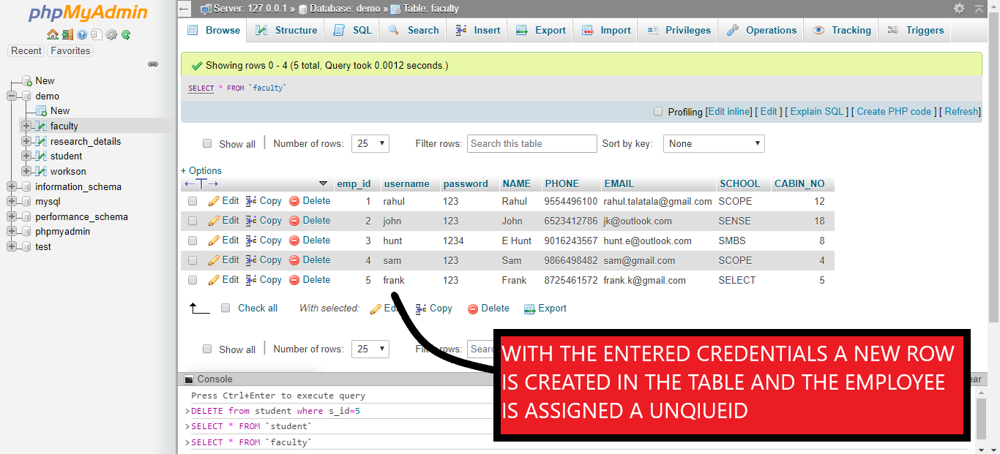 phpMyAdmin
Recent Favorites
New
demo
New
faculty
research_details
student
workson
information_schema
mysql
performance_schema
phpmyadmin
test
Server: 127.0.0.1 » Database: demo » Table: faculty
Browse Structure SQL Search Insert Export Import Privileges Operations Tracking Triggers
Showing rows 0 - 4 (5 total, Query took 0.0012 seconds.)
SELECT * FROM `faculty`
Profiling [Edit inline] [ Edit ] [ Explain SQL ] [ Create PHP code ] [ Refresh]
Show all Number of rows: 25 Filter rows: Search this table Sort by key: None
+ Options
emp_id username password NAME PHONE EMAIL SCHOOL CABIN_NO
Edit Copy Delete 1 rahul 123 Rahul 9554496100 rahul.talatala@gmail.com SCOPE 12
Edit Copy Delete 2 john 123 John 6523412786 jk@outlook.com SENSE 18
Edit Copy Delete 3 hunt 1234 E Hunt 9016243567 hunt.e@outlook.com SMBS 8
Edit Copy Delete 4 sam 123 Sam 9866498482 sam@gmail.com SCOPE 4
Edit Copy Delete 5 frank 123 Frank 8725461572 frank.k@gmail.com SELECT 5
Check all With selected: Edit Copy Delete Export
Show all Number of rows: 25 Filter rows:
WITH THE ENTERED CREDENTIALS A NEW ROW
IS CREATED IN THE TABLE AND THE EMPLOYEE
IS ASSIGNED A UNQIUEID
Console
Press Ctrl+Enter to execute query
>DELETE from student where s_id=5
>SELECT * FROM `student`
>SELECT * FROM `faculty`